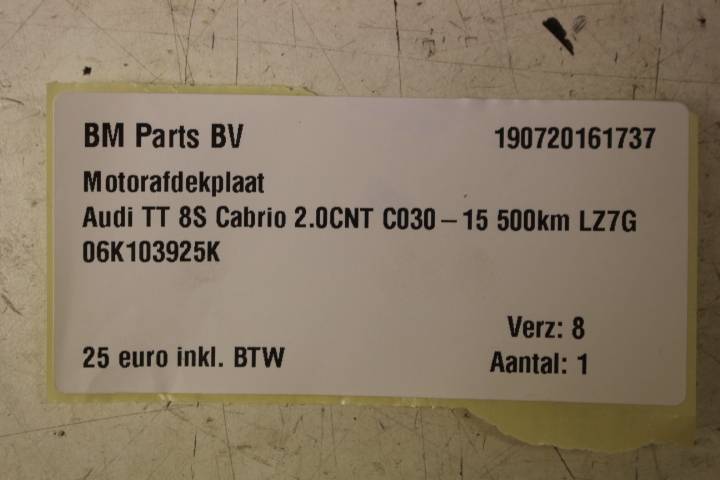 BM Parts BV 190720161737
Motorafdekplaat
Audi TT 8S Cabrio 2.0CNT C030 – 15 500km LZ7G
06K103925K
Verz: 8
25 euro inkl. BTW Aantal: 1